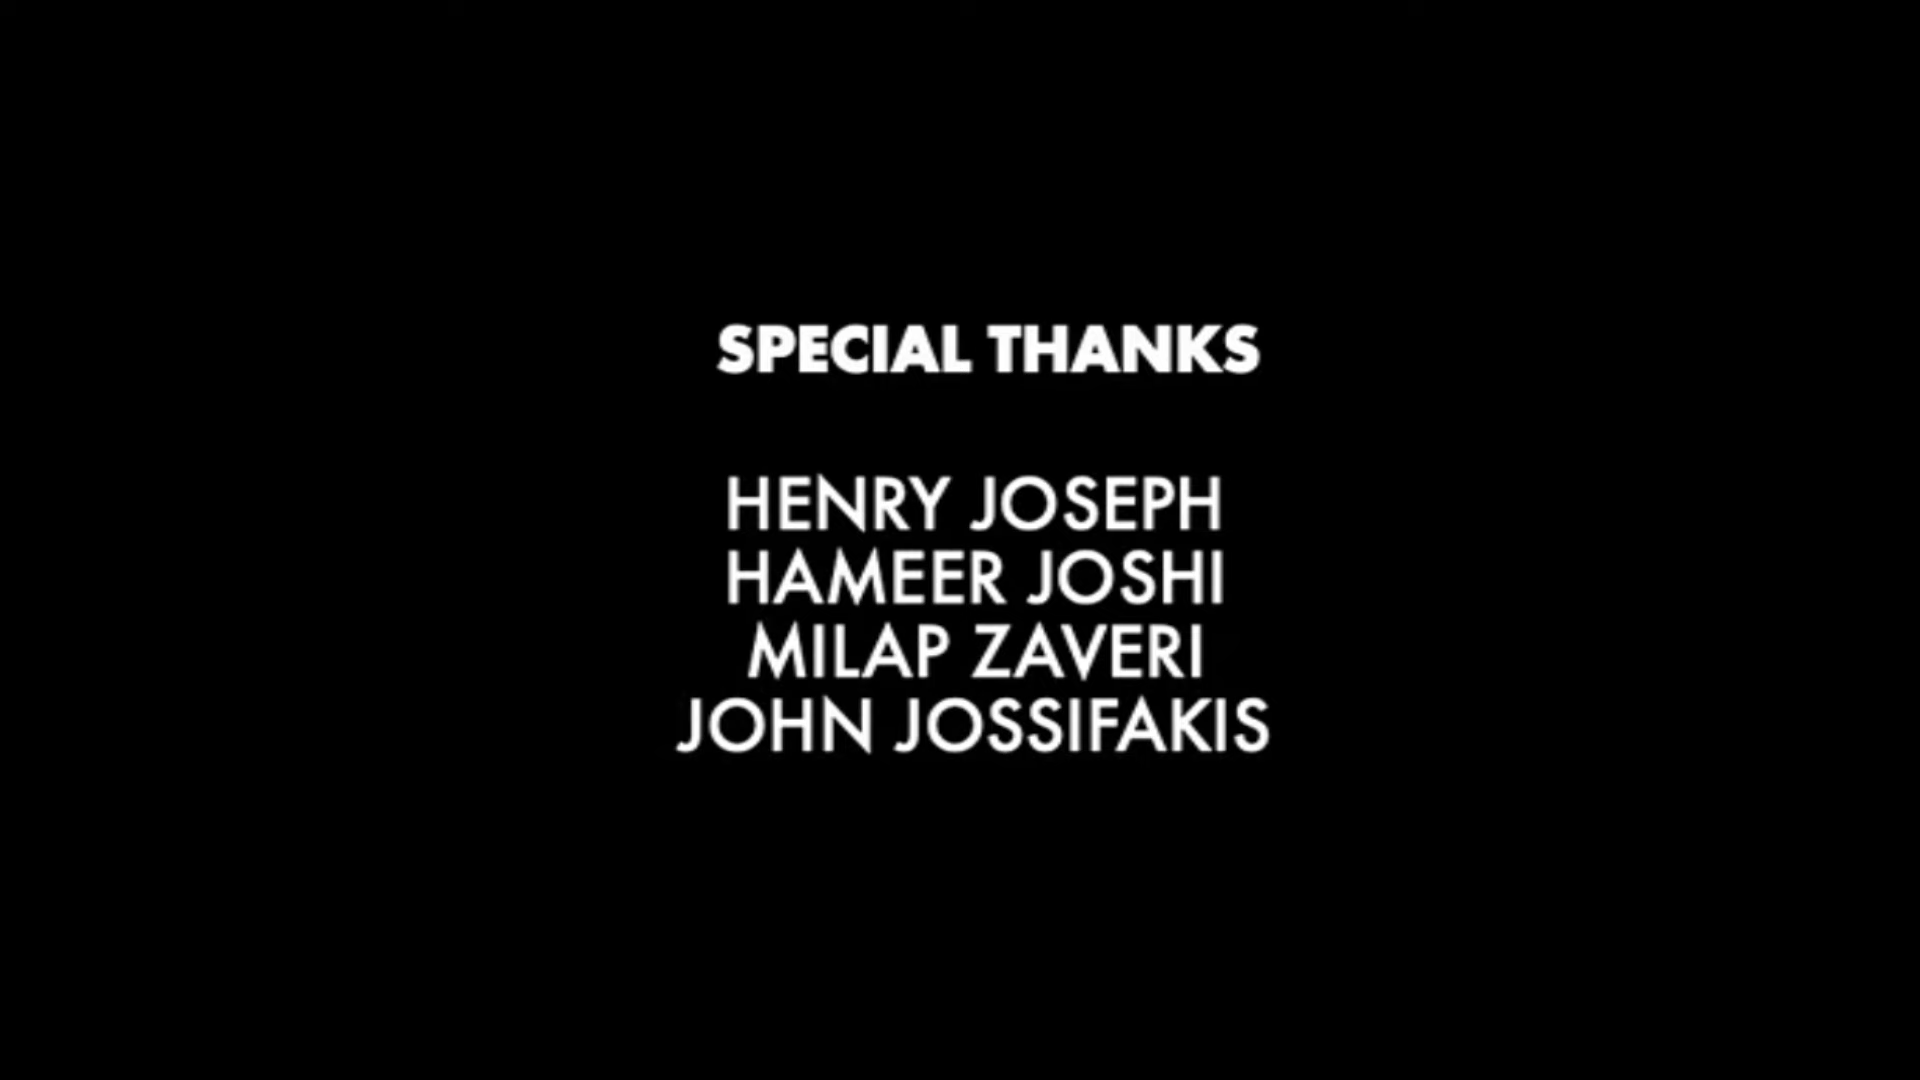 SPECIAL THANKS
HENRY JOSEPH
HAMEER JOSHI
MILAP ZAVERI
JOHN JOSSIFAKIS